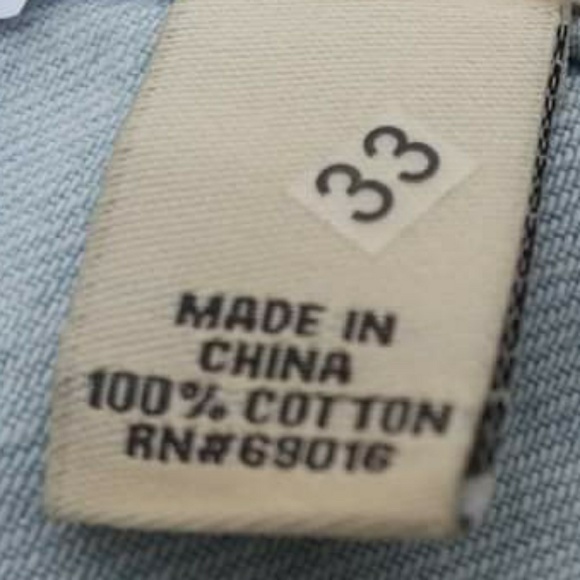 33
MADE IN
CHINA
100% COTTON
RN#69016